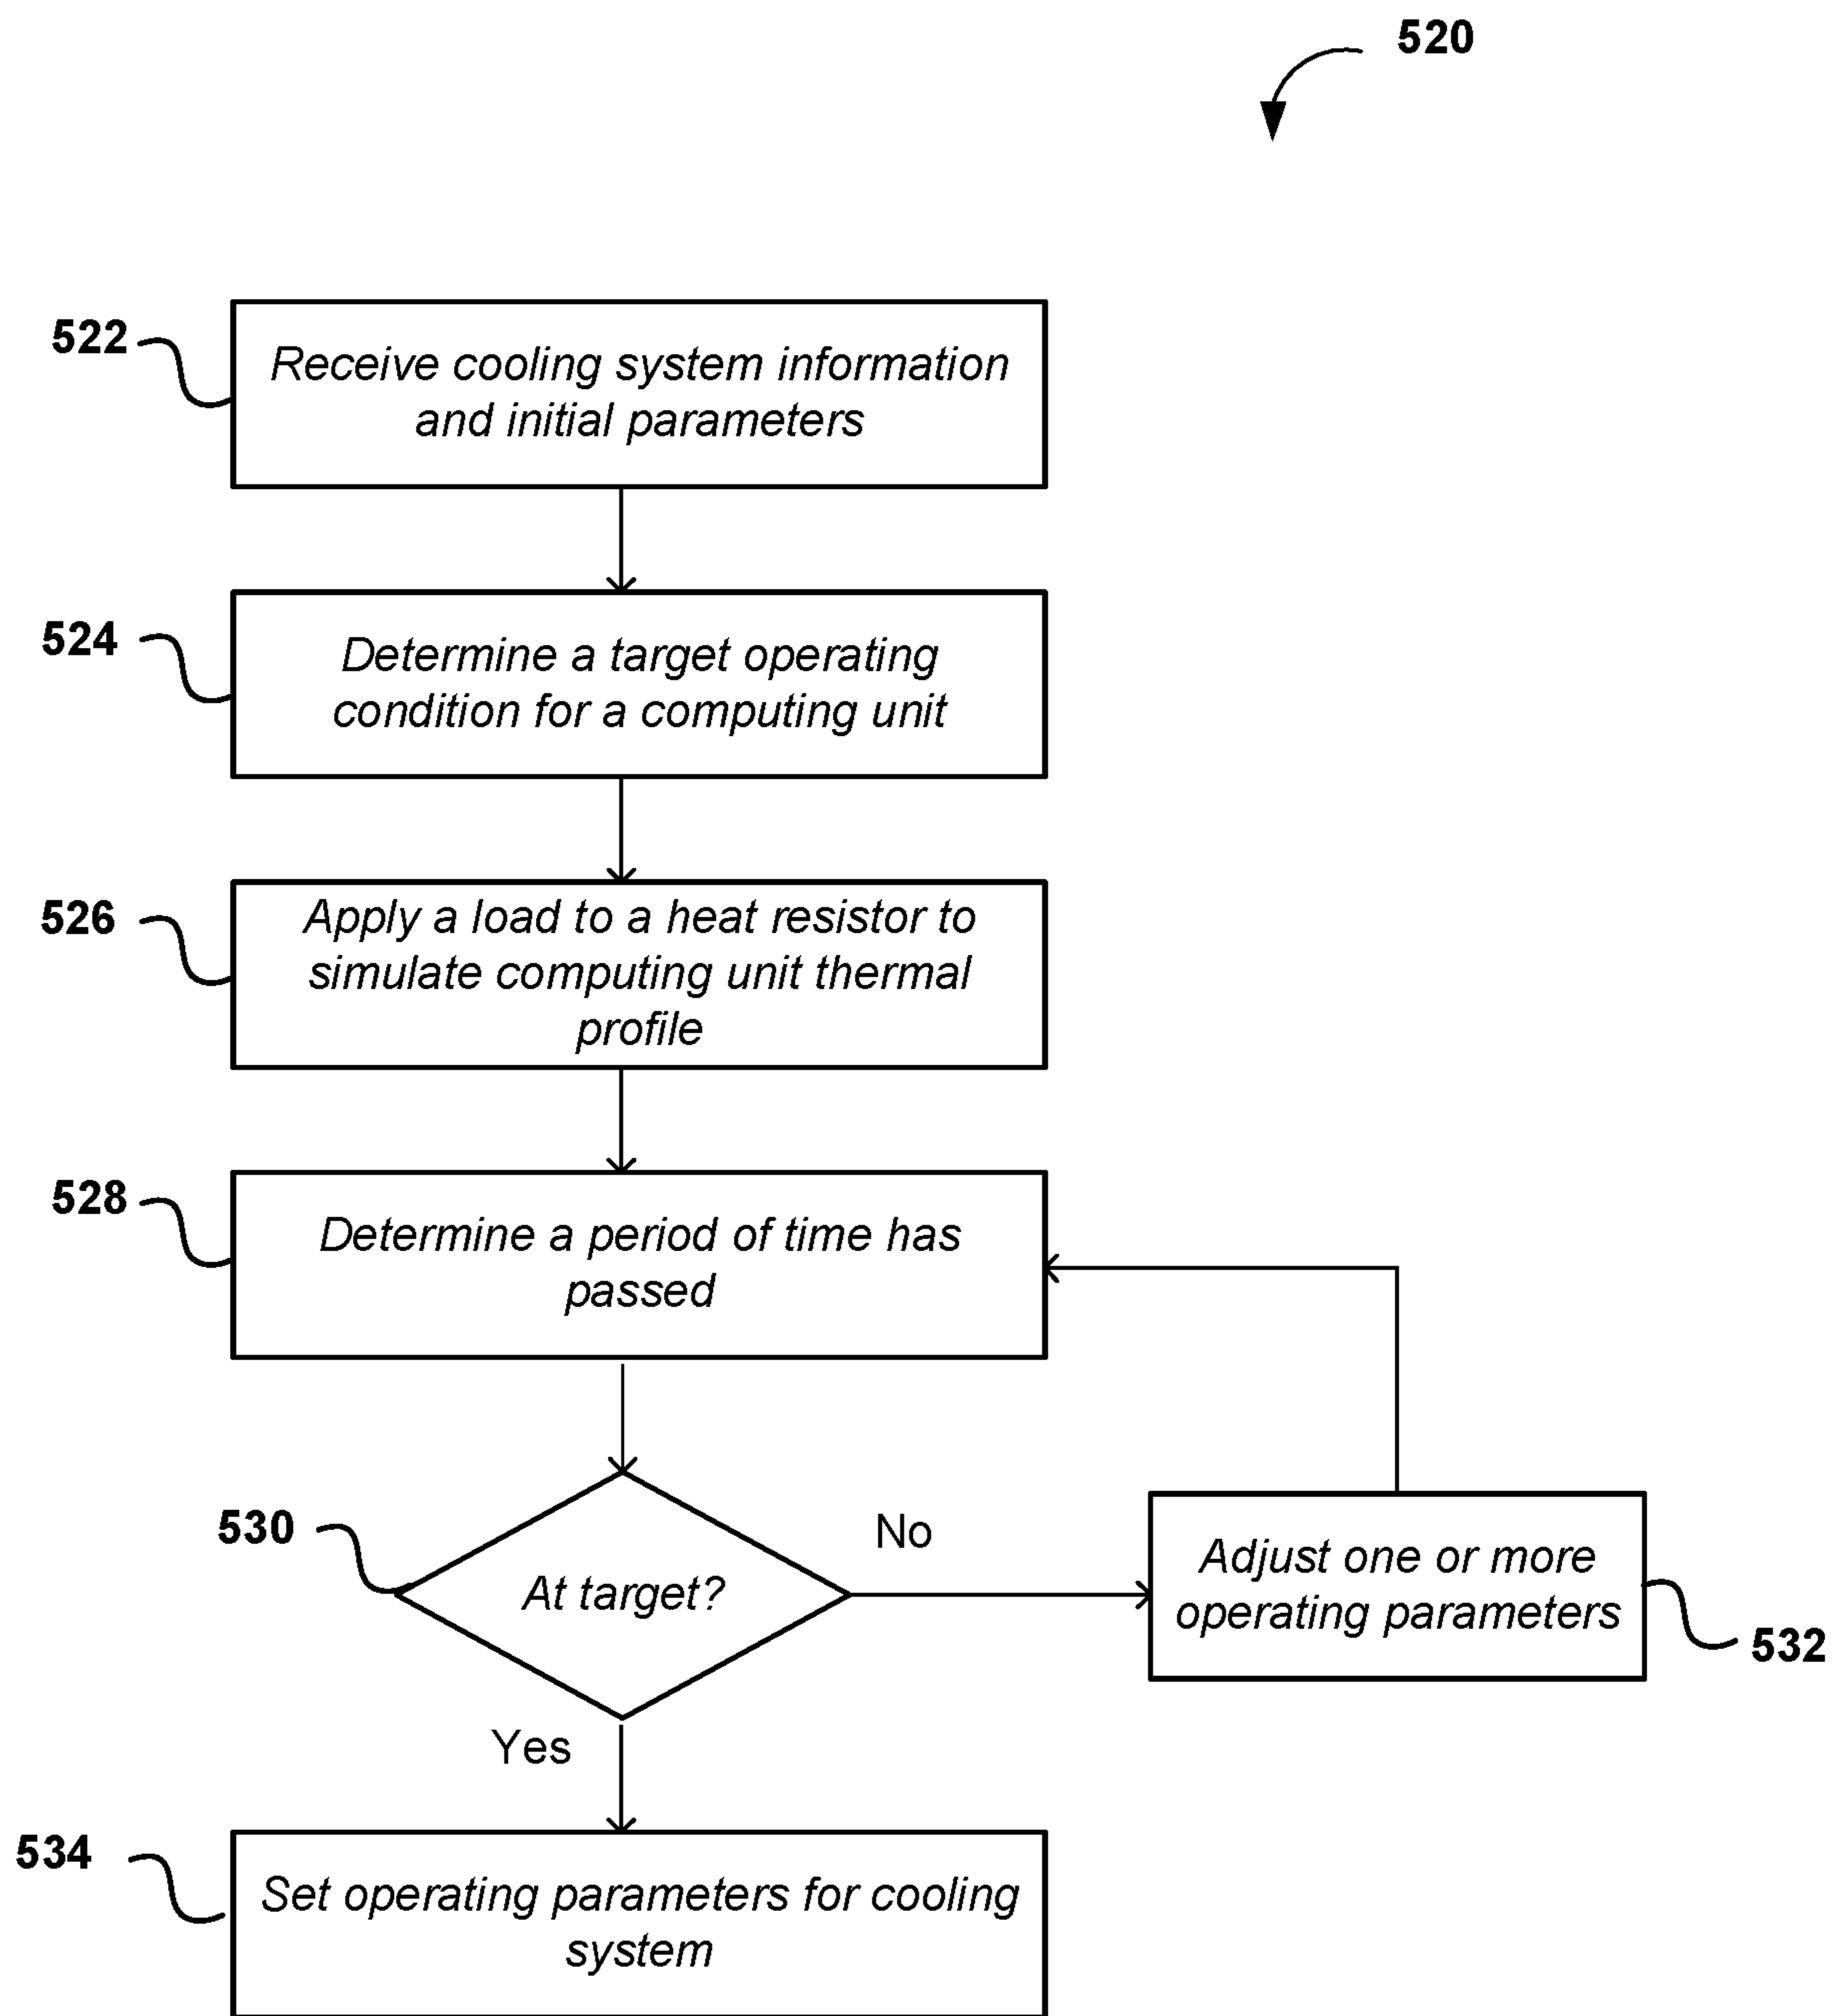 520
522
Receive cooling system information
and initial parameters
524
Determine a target operating
condition for a computing unit
526
Apply a load to a heat resistor to
simulate computing unit thermal
profile
528
Determine a period of time has
passed
530
At target?
No
Adjust one or more
operating parameters
532
Yes
534
Set operating parameters for cooling
system